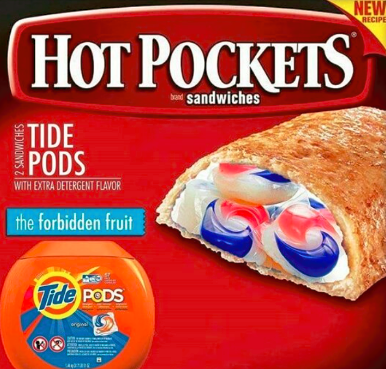 NEW
RECIPE
HOT POCKETS®
brand sandwiches
2 SANDWICHES
TIDE
PODS
WITH EXTRA DETERGENT FLAVOR
the forbidden fruit
Tide PODS
original